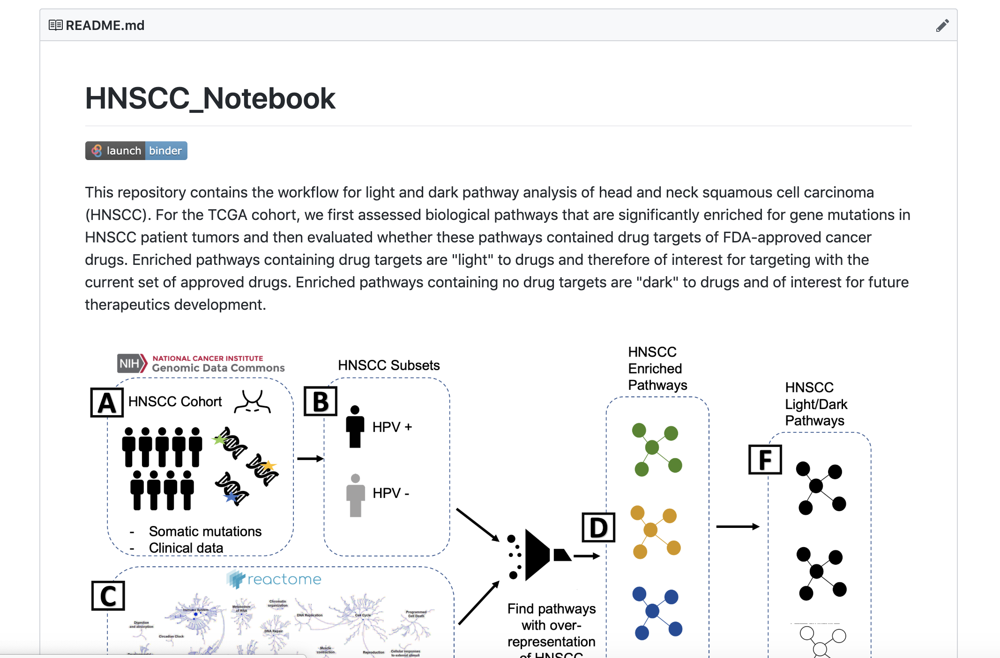 README.md
HNSCC_Notebook
launch binder
This repository contains the workflow for light and dark pathway analysis of head and neck squamous cell carcinoma
(HNSCC). For the TCGA cohort, we first assessed biological pathways that are significantly enriched for gene mutations in
HNSCC patient tumors and then evaluated whether these pathways contained drug targets of FDA-approved cancer
drugs. Enriched pathways containing drug targets are "light" to drugs and therefore of interest for targeting with the
current set of approved drugs. Enriched pathways containing no drug targets are "dark" to drugs and of interest for future
therapeutics development.
NIH NATIONAL CANCER INSTITUTE
Genomic Data Commons
A HNSCC Cohort
- Somatic mutations
- Clinical data
HNSCC Subsets
B
HPV +
HPV -
C
reactome
Immune System
Metabolism
of RNA
Chromatin
organization
DNA Replication
Cell Cycle
Programmed
Cell Death
Digestion
and absorption
Circadian Clock
DNA Repair
Developmental
Muscle
contraction
Reproduction
Cellular responses
to external stimuli
Find pathways
with over-
representation
of HNSCC
HNSCC
Enriched
Pathways
D
HNSCC
Light/Dark
Pathways
F